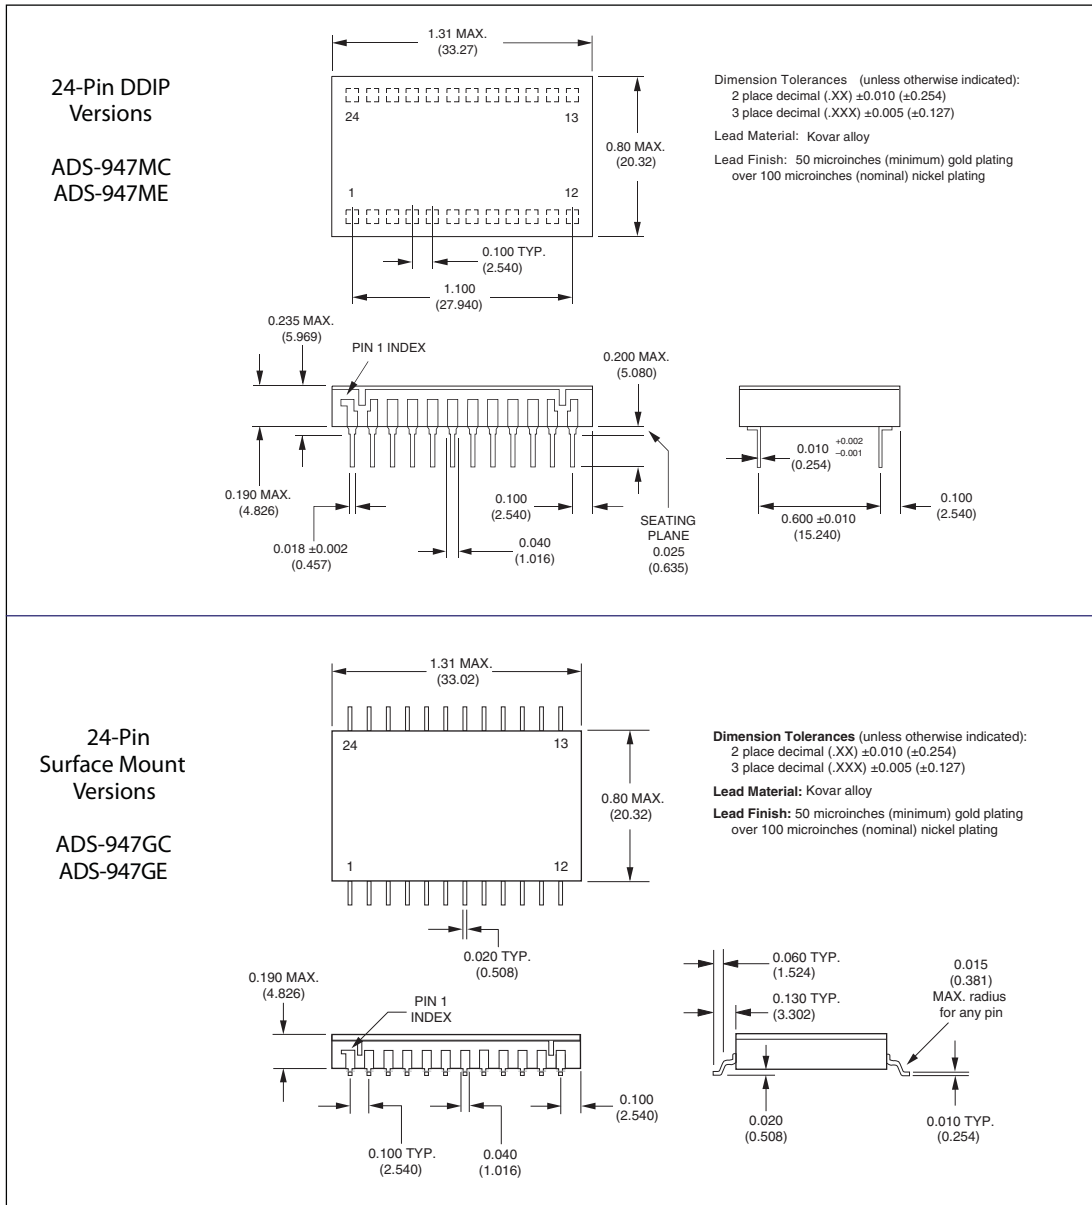 24-Pin DDIP
Versions
ADS-947MC
ADS-947ME
1.31 MAX.
(33.27)
24
13
1
12
0.80 MAX.
(20.32)
0.100 TYP.
(2.540)
1.100
(27.940)
Dimension Tolerances (unless otherwise indicated):
2 place decimal (.XX) ±0.010 (±0.254)
3 place decimal (.XXX) ±0.005 (±0.127)
Lead Material: Kovar alloy
Lead Finish: 50 microinches (minimum) gold plating
over 100 microinches (nominal) nickel plating
0.235 MAX.
(5.969)
PIN 1 INDEX
0.200 MAX.
(5.080)
0.190 MAX.
(4.826)
0.018 ±0.002
(0.457)
0.100
(2.540)
0.040
(1.016)
SEATING
PLANE
0.025
(0.635)
0.010 +0.002 −0.001
(0.254)
0.600 ±0.010
(15.240)
0.100
(2.540)
24-Pin
Surface Mount
Versions
ADS-947GC
ADS-947GE
1.31 MAX.
(33.02)
24
13
1
12
0.80 MAX.
(20.32)
0.020 TYP.
(0.508)
Dimension Tolerances (unless otherwise indicated):
2 place decimal (.XX) ±0.010 (±0.254)
3 place decimal (.XXX) ±0.005 (±0.127)
Lead Material: Kovar alloy
Lead Finish: 50 microinches (minimum) gold plating
over 100 microinches (nominal) nickel plating
0.190 MAX.
(4.826)
PIN 1
INDEX
0.100 TYP.
(2.540)
0.040
(1.016)
0.100
(2.540)
0.060 TYP.
(1.524)
0.130 TYP.
(3.302)
0.015
(0.381)
MAX. radius
for any pin
0.020
(0.508)
0.010 TYP.
(0.254)